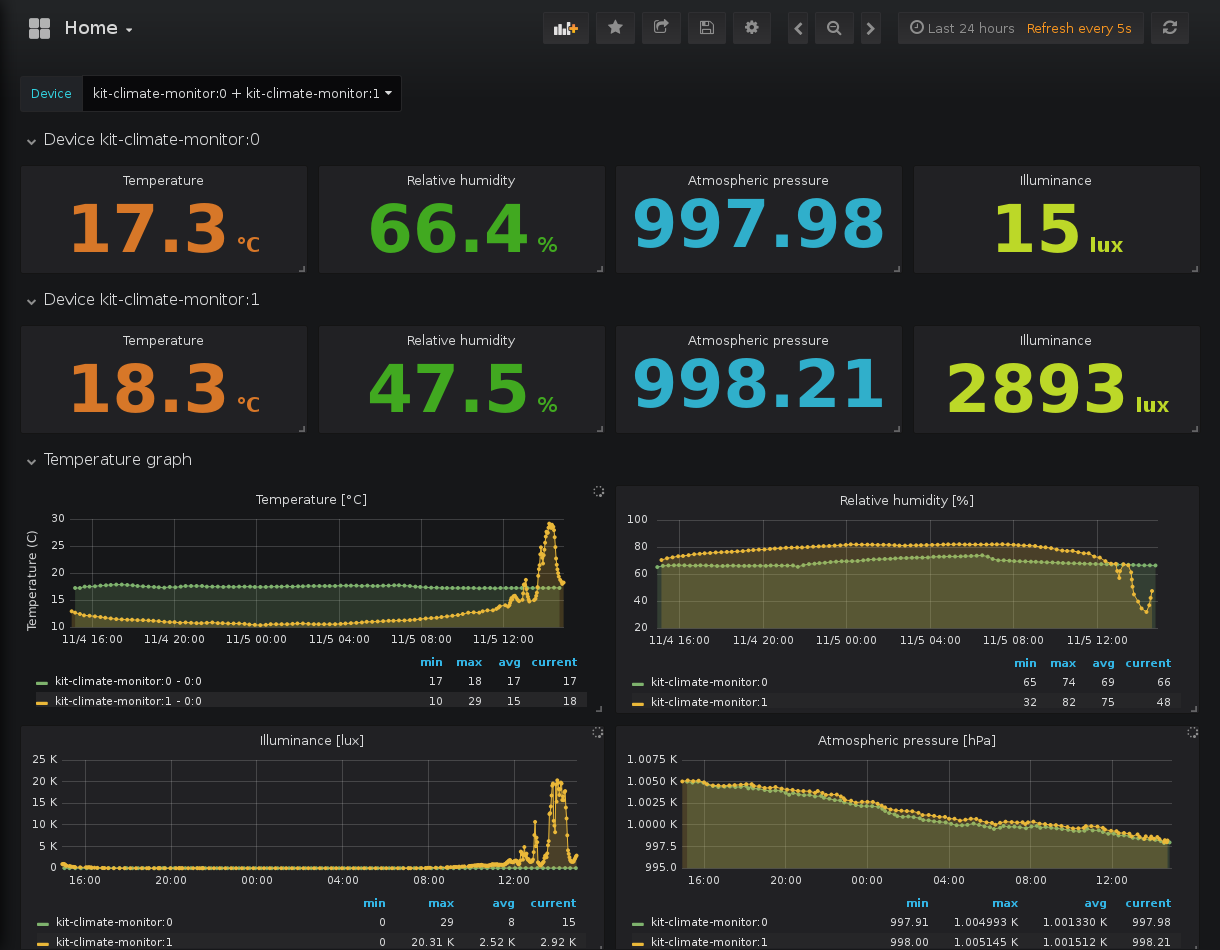 Home
Last 24 hours Refresh every 5s
Device kit-climate-monitor:0 + kit-climate-monitor:1
Device kit-climate-monitor:0
Temperature Relative humidity Atmospheric pressure Illuminance
17.3 °C 66.4 % 997.98 15 lux
Device kit-climate-monitor:1
Temperature Relative humidity Atmospheric pressure Illuminance
18.3 °C 47.5 % 998.21 2893 lux
Temperature graph
Temperature [°C]
Temperature (C)
30
25
20
15
10
11/4 16:00 11/4 20:00 11/5 00:00 11/5 04:00 11/5 08:00 11/5 12:00
min max avg current
kit-climate-monitor:0 - 0:0 17 18 17 17
kit-climate-monitor:1 - 0:0 10 29 15 18
Relative humidity [%]
100
80
60
40
20
11/4 16:00 11/4 20:00 11/5 00:00 11/5 04:00 11/5 08:00 11/5 12:00
min max avg current
kit-climate-monitor:0 65 74 69 66
kit-climate-monitor:1 32 82 75 48
Illuminance [lux]
25 K
20 K
15 K
10 K
5 K
0
16:00 20:00 00:00 04:00 08:00 12:00
min max avg current
kit-climate-monitor:0 0 29 8 15
kit-climate-monitor:1 0 20.31 K 2.52 K 2.92 K
Atmospheric pressure [hPa]
1.0075 K
1.0050 K
1.0025 K
1.0000 K
997.5
995.0
16:00 20:00 00:00 04:00 08:00 12:00
min max avg current
kit-climate-monitor:0 997.91 1.004993 K 1.001330 K 997.98
kit-climate-monitor:1 998.00 1.005145 K 1.001512 K 998.21